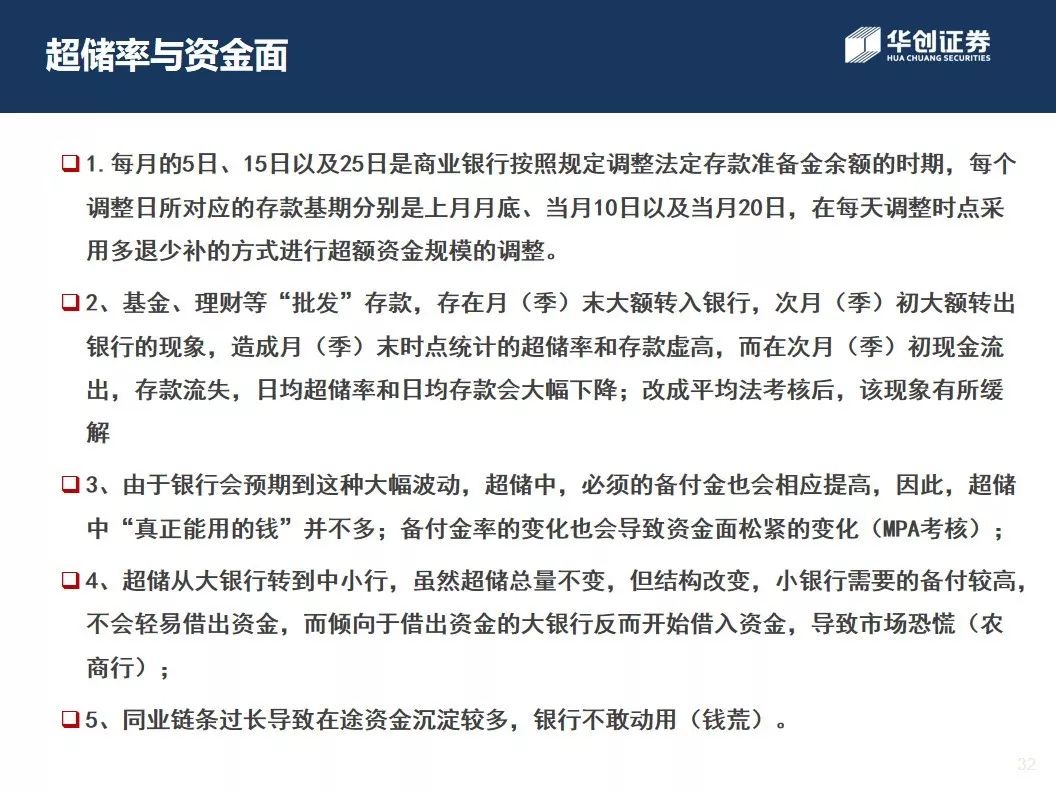 超储率与资金面
华创证券
HUA CHUANG SECURITIES
❑1.每月的5日、15日以及25日是商业银行按照规定调整法定存款准备金余额的时期，每个
调整日所对应的存款基期分别是上月月底、当月10日以及当月20日，在每天调整时点采
用多退少补的方式进行超额资金规模的调整。
❑2、基金、理财等“批发”存款，存在月（季）末大额转入银行，次月（季）初大额转出
银行的现象，造成月（季）末时点统计的超储率和存款虚高，而在次月（季）初现金流
出，存款流失，日均超储率和日均存款会大幅下降；改成平均法考核后，该现象有所缓
解
❑3、由于银行会预期到这种大幅波动，超储中，必须的备付金也会相应提高，因此，超储
中“真正能用的钱”并不多；备付金率的变化也会导致资金面松紧的变化（MPA考核）；
❑4、超储从大银行转到中小行，虽然超储总量不变，但结构改变，小银行需要的备付较高，
不会轻易借出资金，而倾向于借出资金的大银行反而开始借入资金，导致市场恐慌（农
商行）；
❑5、同业链条过长导致在途资金沉淀较多，银行不敢动用（钱荒）。
32